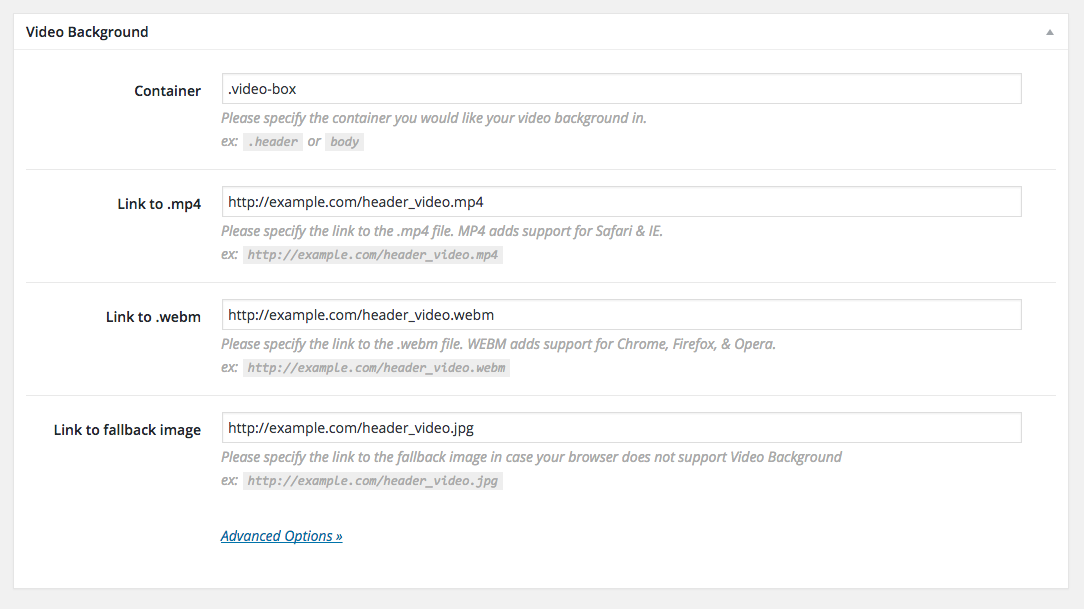 Video Background
Container
.video-box
Please specify the container you would like your video background in.
ex: .header or body
Link to .mp4
http://example.com/header_video.mp4
Please specify the link to the .mp4 file. MP4 adds support for Safari & IE.
ex: http://example.com/header_video.mp4
Link to .webm
http://example.com/header_video.webm
Please specify the link to the .webm file. WEBM adds support for Chrome, Firefox, & Opera.
ex: http://example.com/header_video.webm
Link to fallback image
http://example.com/header_video.jpg
Please specify the link to the fallback image in case your browser does not support Video Background
ex: http://example.com/header_video.jpg
Advanced Options »